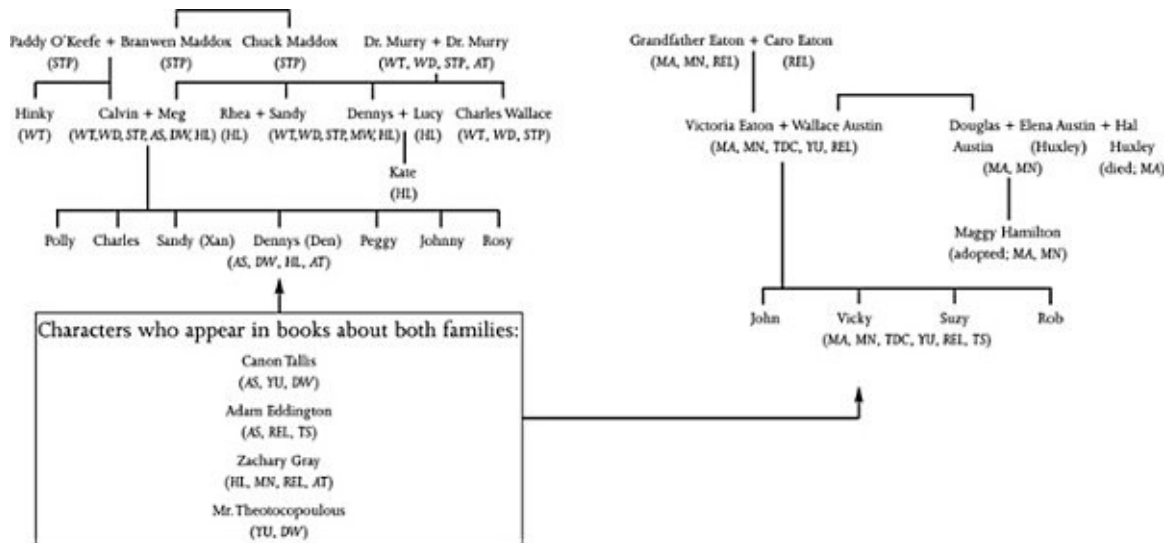 Paddy O'Keefe + Branwen Maddox Chuck Maddox Dr. Murry + Dr. Murry
(STP) (STP) (STP) (WT, WD, STP, AT)
Hinky Calvin + Meg Rhea + Sandy Dennys + Lucy Charles Wallace
(WT) (WT, WD, STP, AS, DW, HL) (HL) (WT, WD, STP, MW, HL) (HL) (WT, WD, STP)
Kate
(HL)
Polly Charles Sandy (Xan) Dennys (Den) Peggy Johnny Rosy
(AS, DW, HL, AT)
Grandfather Eaton + Caro Eaton
(MA, MN, REL) (REL)
Victoria Eaton + Wallace Austin Douglas + Elena Austin + Hal
(MA, MN, TDC, YU, REL) Austin (Huxley) Huxley
(MA, MN) (died; MA)
Maggy Hamilton
(adopted; MA, MN)
John Vicky Suzy Rob
(MA, MN, TDC, YU, REL, TS)
Characters who appear in books about both families:
Canon Tallis
(AS, YU, DW)
Adam Eddington
(AS, REL, TS)
Zachary Gray
(HL, MN, REL, AT)
Mr. Theotocopoulous
(YU, DW)